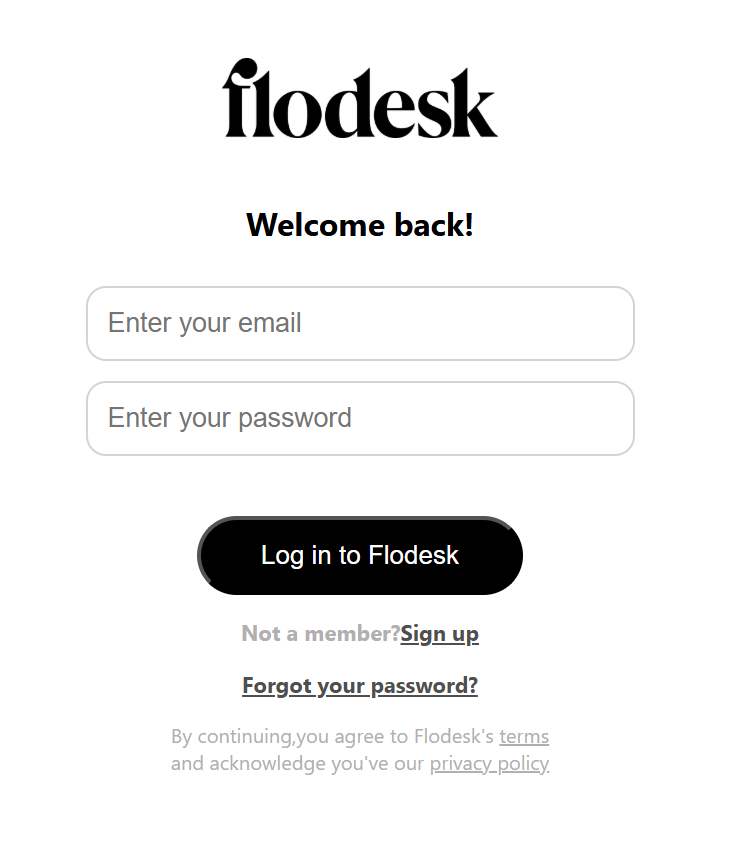 flodesk
Welcome back!
Enter your email
Enter your password
Log in to Flodesk
Not a member?Sign up
Forgot your password?
By continuing,you agree to Flodesk's terms
and acknowledge you've our privacy policy